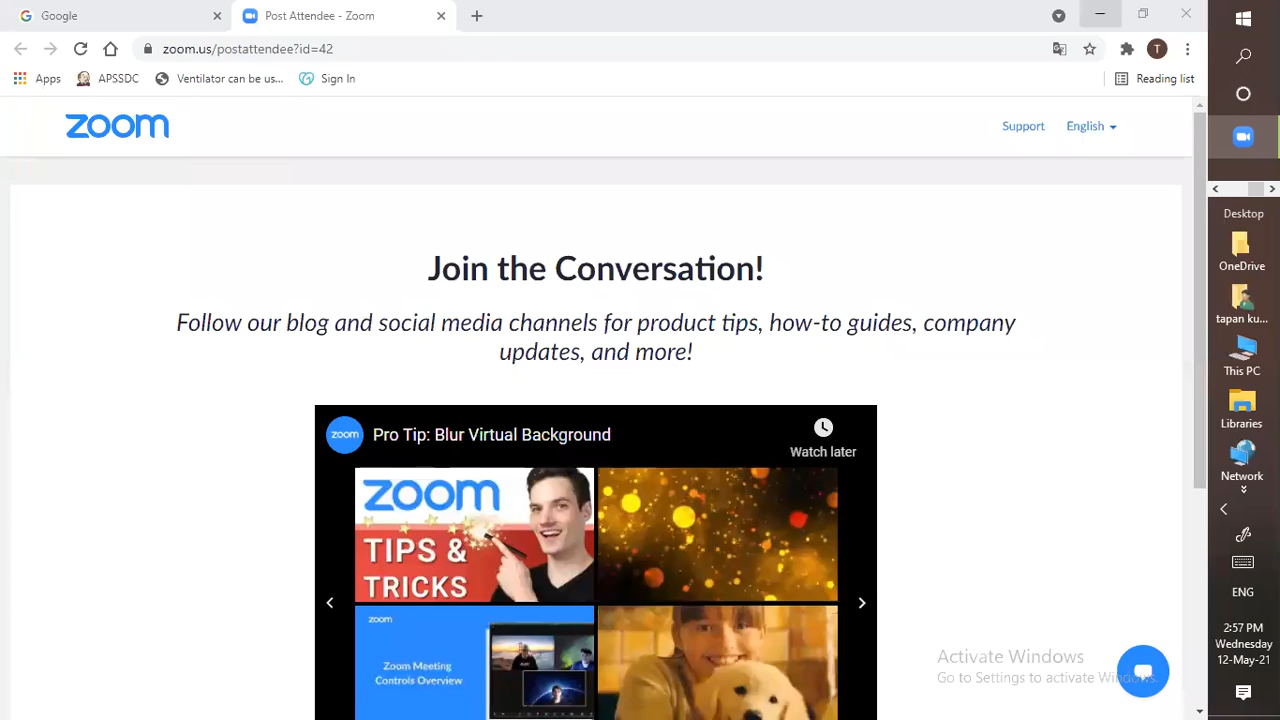 Google
Post Attendee - Zoom
zoom.us/postattendee?id=42
T
Apps
APSSDC
Ventilator can be us...
Sign In
Reading list
zoom
Support
English
Join the Conversation!
Follow our blog and social media channels for product tips, how-to guides, company
updates, and more!
zoom
Pro Tip: Blur Virtual Background
Watch later
zoom
TIPS &
TRICKS
zoom
Zoom Meeting
Controls Overview
Activate Windows
Go to Settings to activate Windows.
Desktop
OneDrive
tapan ku...
This PC
Libraries
Network
ENG
2:57 PM
Wednesday
12-May-21